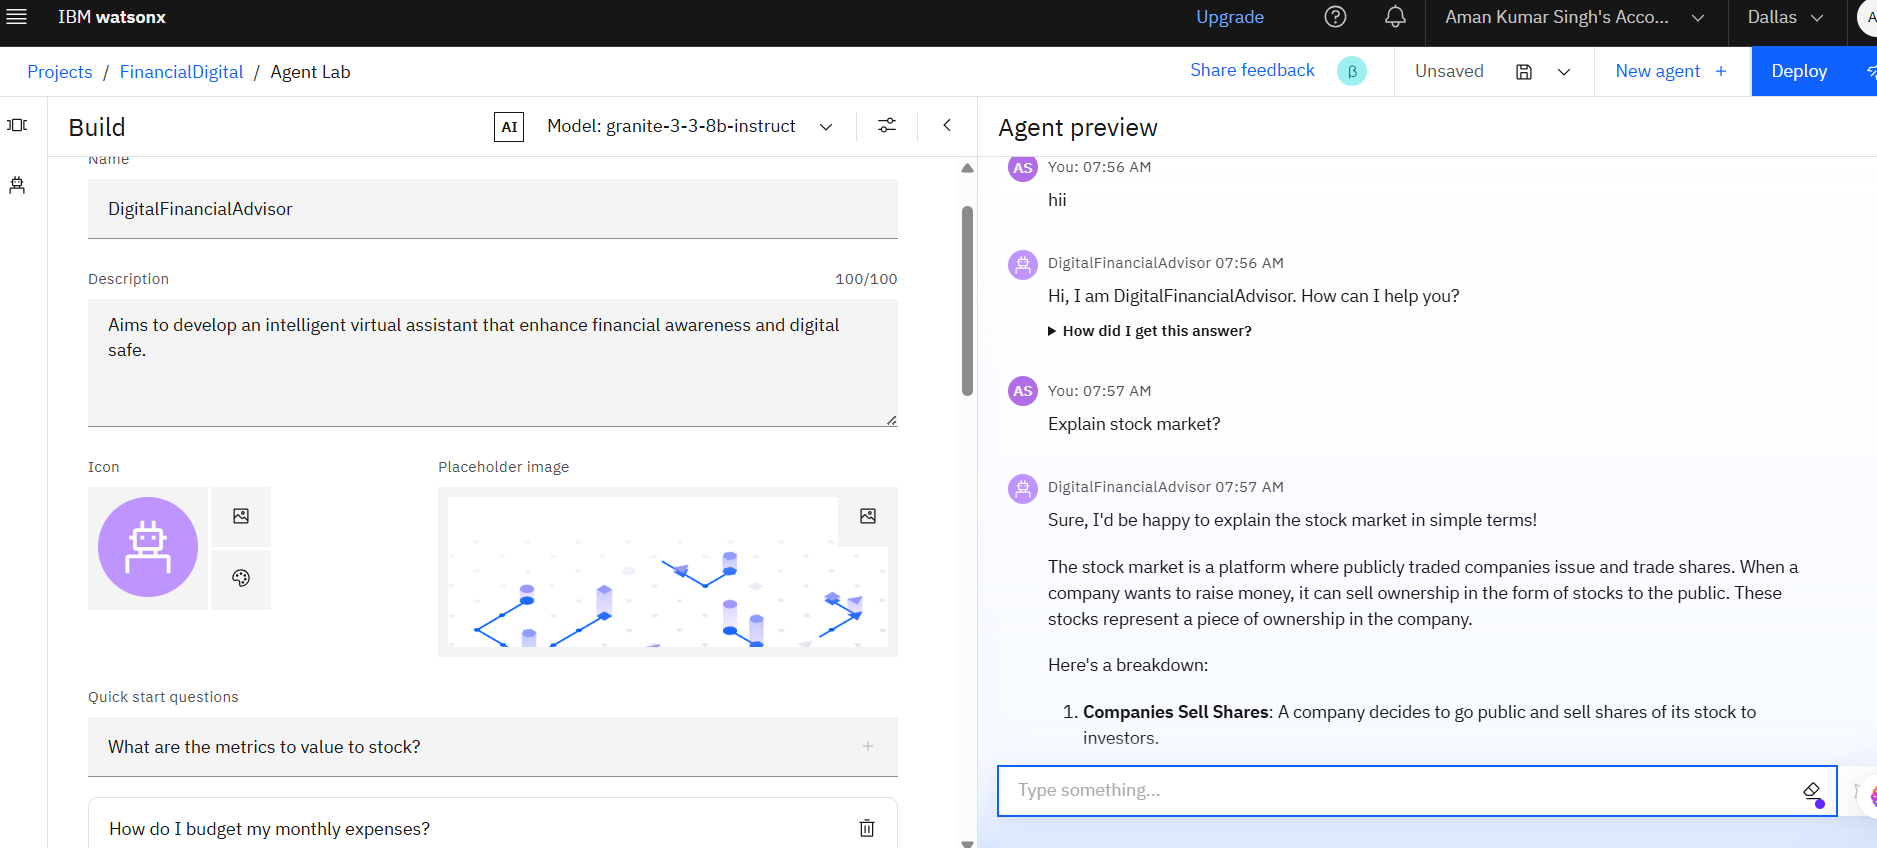 IBM watsonx
Upgrade
Aman Kumar Singh's Acco...
Dallas
A
Projects / FinancialDigital / Agent Lab
Share feedback
β
Unsaved
New agent +
Deploy
Build
AI
Model: granite-3-3-8b-instruct
Name
DigitalFinancialAdvisor
Description
100/100
Aims to develop an intelligent virtual assistant that enhance financial awareness and digital
safe.
Icon
Placeholder image
Quick start questions
What are the metrics to value to stock?
How do I budget my monthly expenses?
Agent preview
AS
You: 07:56 AM
hii
DigitalFinancialAdvisor 07:56 AM
Hi, I am DigitalFinancialAdvisor. How can I help you?
How did I get this answer?
AS
You: 07:57 AM
Explain stock market?
DigitalFinancialAdvisor 07:57 AM
Sure, I'd be happy to explain the stock market in simple terms!
The stock market is a platform where publicly traded companies issue and trade shares. When a
company wants to raise money, it can sell ownership in the form of stocks to the public. These
stocks represent a piece of ownership in the company.
Here's a breakdown:
1. Companies Sell Shares: A company decides to go public and sell shares of its stock to
investors.
Type something...